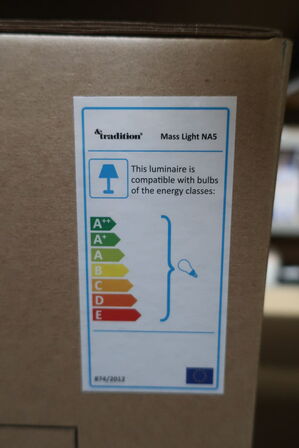 &tradition® Mass Light NA5
This luminaire is
compatible with bulbs
of the energy classes:
A++
A+
A
B
C
D
E
874/2012